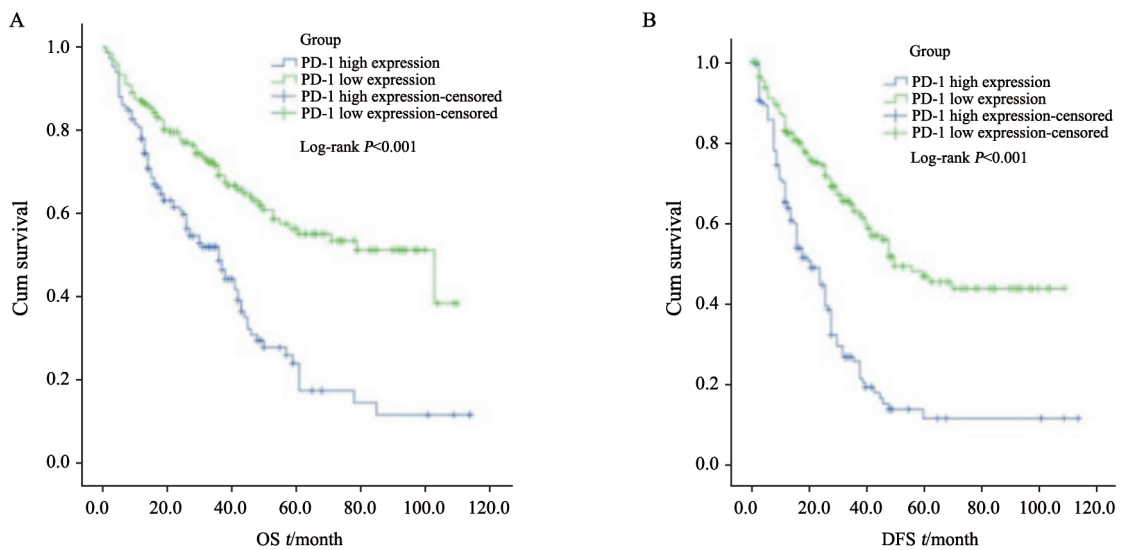 A
Group
PD-1 high expression
PD-1 low expression
PD-1 high expression-censored
PD-1 low expression-censored
Log-rank P<0.001
1.0
0.8
0.6
0.4
0.2
0.0
Cum survival
0.0 20.0 40.0 60.0 80.0 100.0 120.0
OS t/month
B
Group
PD-1 high expression
PD-1 low expression
PD-1 high expression-censored
PD-1 low expression-censored
Log-rank P<0.001
1.0
0.8
0.6
0.4
0.2
0.0
Cum survival
0.0 20.0 40.0 60.0 80.0 100.0 120.0
DFS t/month